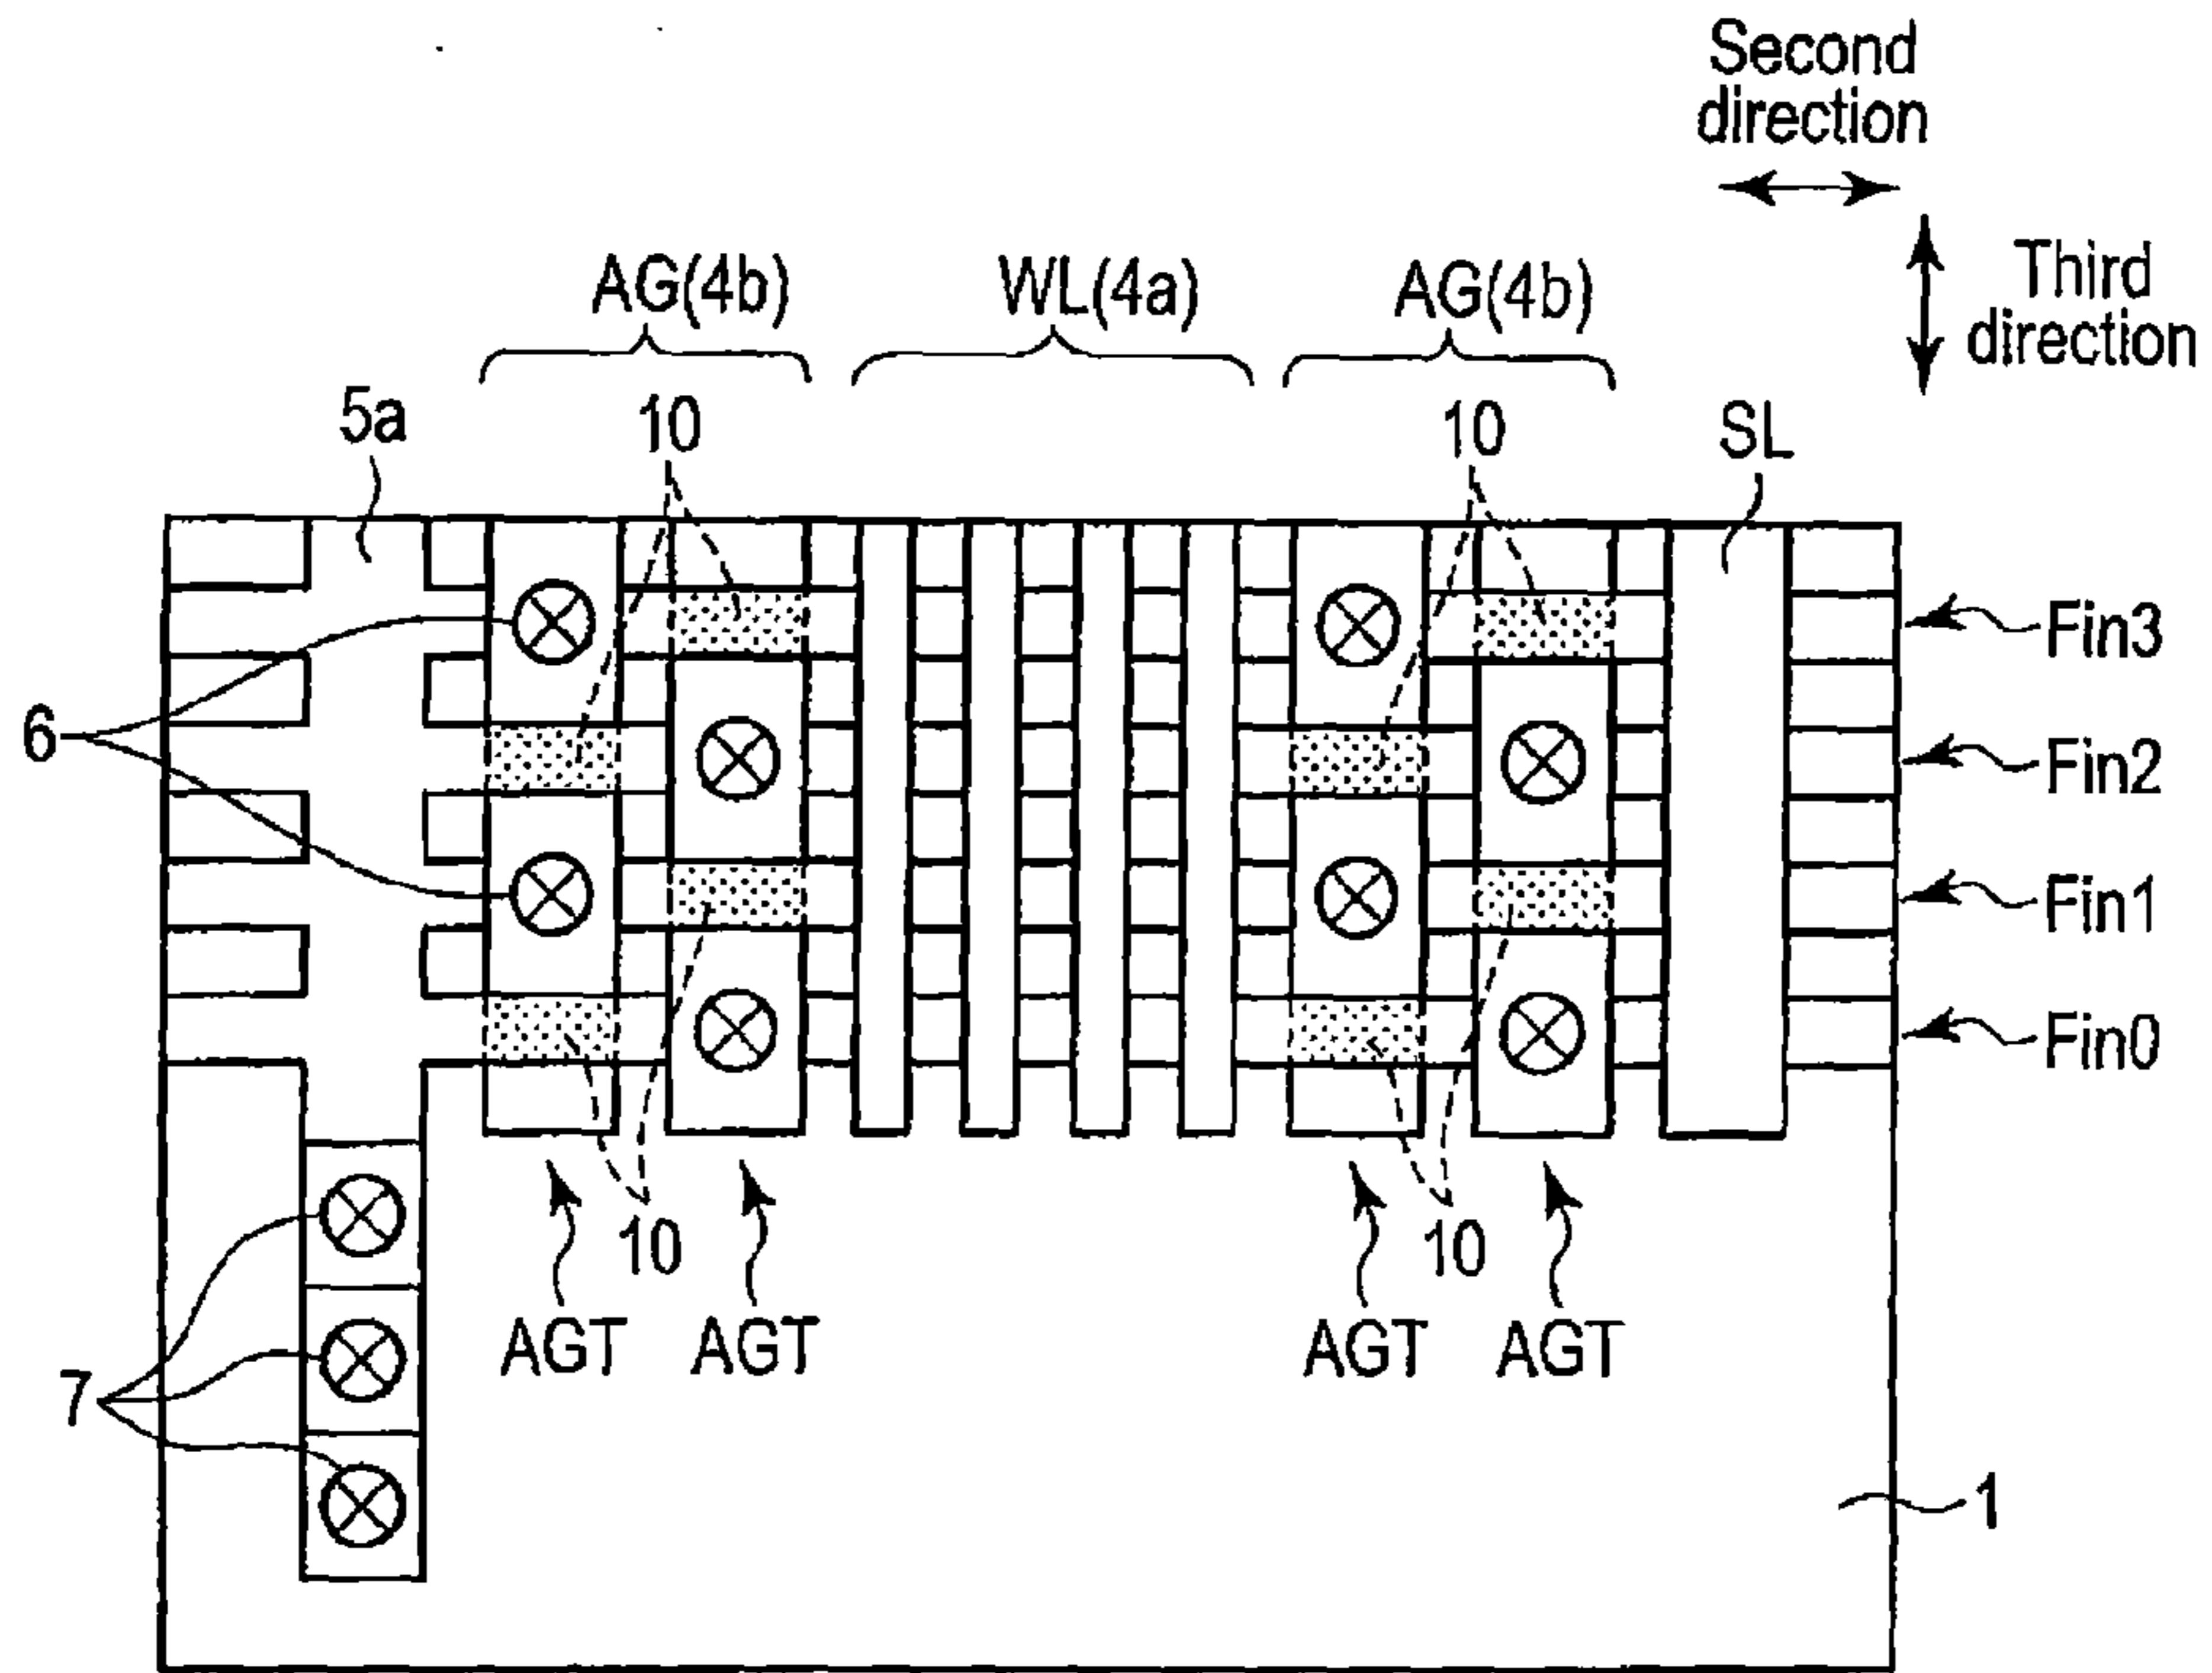 Second
direction
Third
direction
AG(4b)
WL(4a)
AG(4b)
5a
10
10
SL
Fin3
6
Fin2
Fin1
Fin0
10
10
AGT
AGT
AGT
AGT
7
1